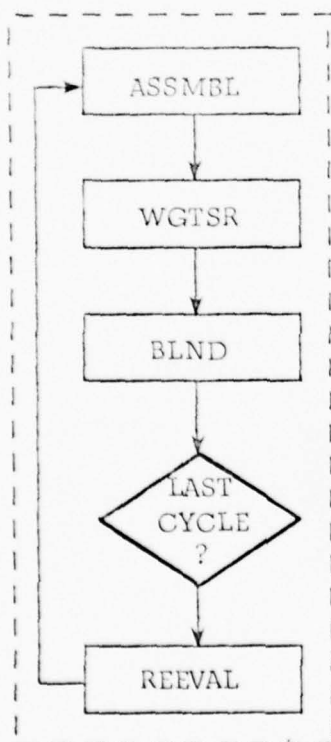 ASSMBL
WGTSR
BLND
LAST
CYCLE
?
REEVAL